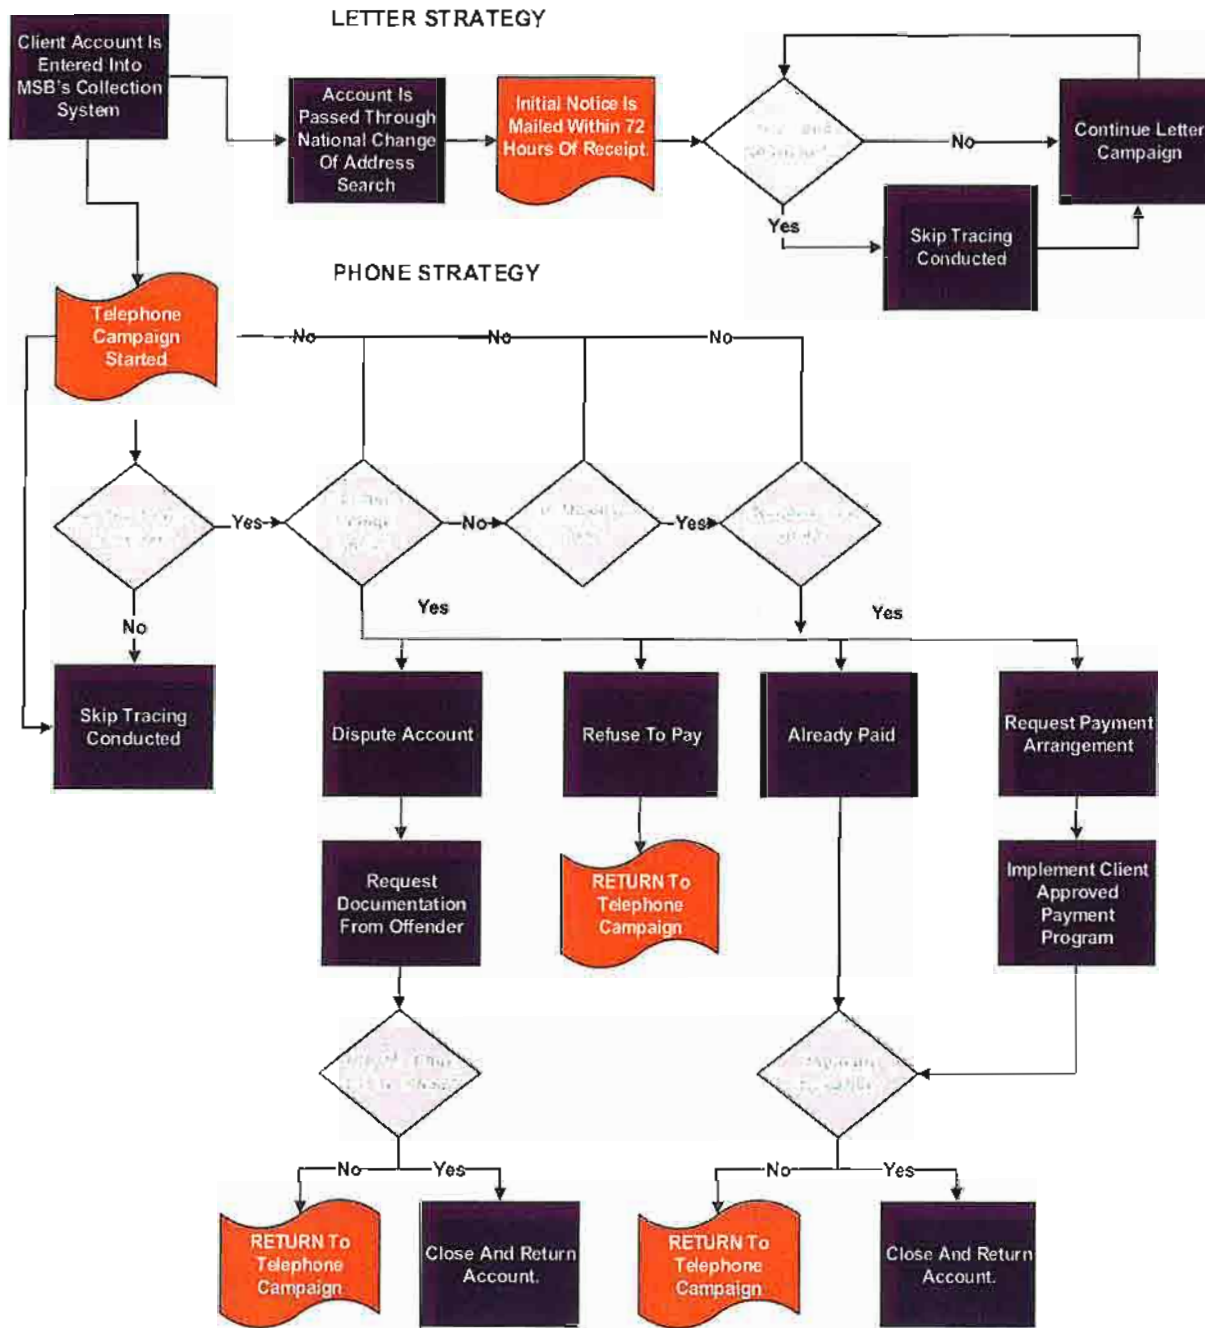 LETTER STRATEGY
Client Account Is
Entered Into
MSB's Collection
System
Account Is
Passed Through
National Change
Of Address
Search
Initial Notice Is
Mailed Within 72
Hours Of Receipt.
No
Continue Letter
Campaign
Yes
Skip Tracing
Conducted
PHONE STRATEGY
Telephone
Campaign
Started
No
No
No
Yes
No
Yes
No
Yes
Yes
Skip Tracing
Conducted
Dispute Account
Refuse To Pay
Already Paid
Request Payment
Arrangement
Request
Documentation
From Offender
RETURN To
Telephone
Campaign
Implement Client
Approved
Payment
Program
No
Yes
No
Yes
RETURN To
Telephone
Campaign
Close And Return
Account.
RETURN To
Telephone
Campaign
Close And Return
Account.